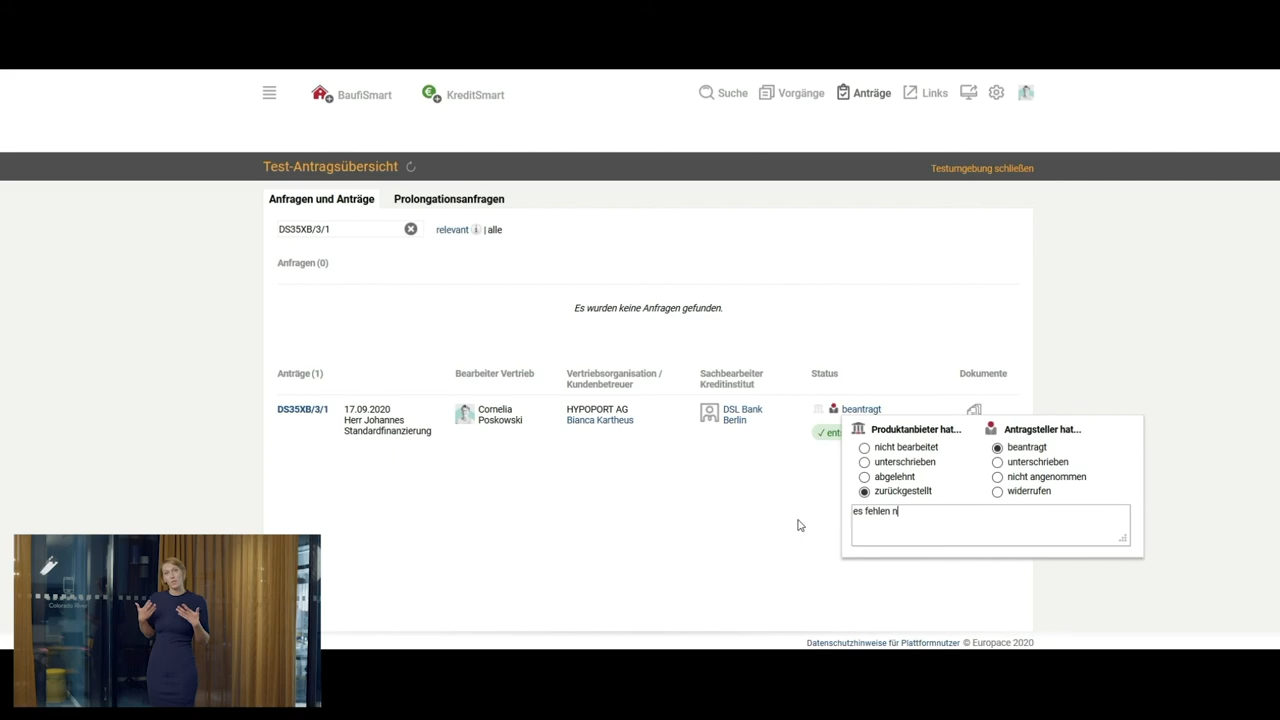 BaufiSmart
KreditSmart
Suche
Vorgänge
Anträge
Links
Test-Antragsübersicht
Testumgebung schließen
Anfragen und Anträge
Prolongationsanfragen
DS35XB/3/1
relevant | alle
Anfragen (0)
Es wurden keine Anfragen gefunden.
Anträge (1)
Bearbeiter Vertrieb
Vertriebsorganisation /
Kundenbetreuer
Sachbearbeiter
Kreditinstitut
Status
Dokumente
DS35XB/3/1
17.09.2020
Herr Johannes
Standardfinanzierung
Cornelia
Poskowski
HYPOPORT AG
Bianca Kartheus
DSL Bank
Berlin
beantragt
✓ ent
Produktanbieter hat...
nicht bearbeitet
unterschrieben
abgelehnt
zurückgestellt
Antragsteller hat...
beantragt
unterschrieben
nicht angenommen
widerrufen
es fehlen n
Colorado River
Datenschutzhinweise für Plattformnutzer © Europace 2020